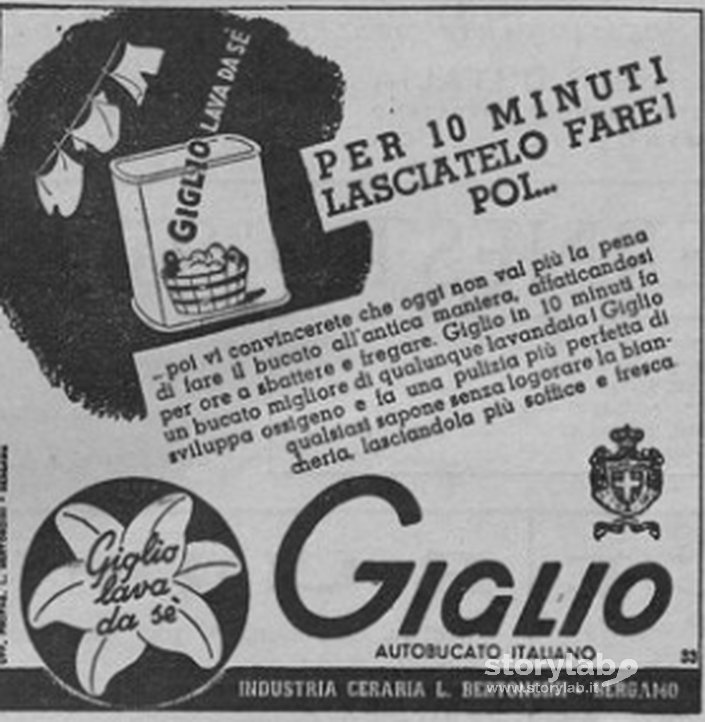 GIGLIO LAVA DA SÉ
PER 10 MINUTI
LASCIATELO FARE!
POI...
...poi vi convincerete che oggi non val più la pena
di fare il bucato all'antica maniera, affaticandosi
per ore a sbattere e fregare. Giglio in 10 minuti fa
un bucato migliore di qualunque lavandaia! Giglio
sviluppa ossigeno e fa una pulizia più perfetta di
qualsiasi sapone senza logorare la bian-
cheria, lasciandola più soffice e fresca
Giglio
lava
da sè
GIGLIO
AUTOBUCATO ITALIANO
33
INDUSTRIA CERARIA L. BERGAMO
storylab
www.storylab.it